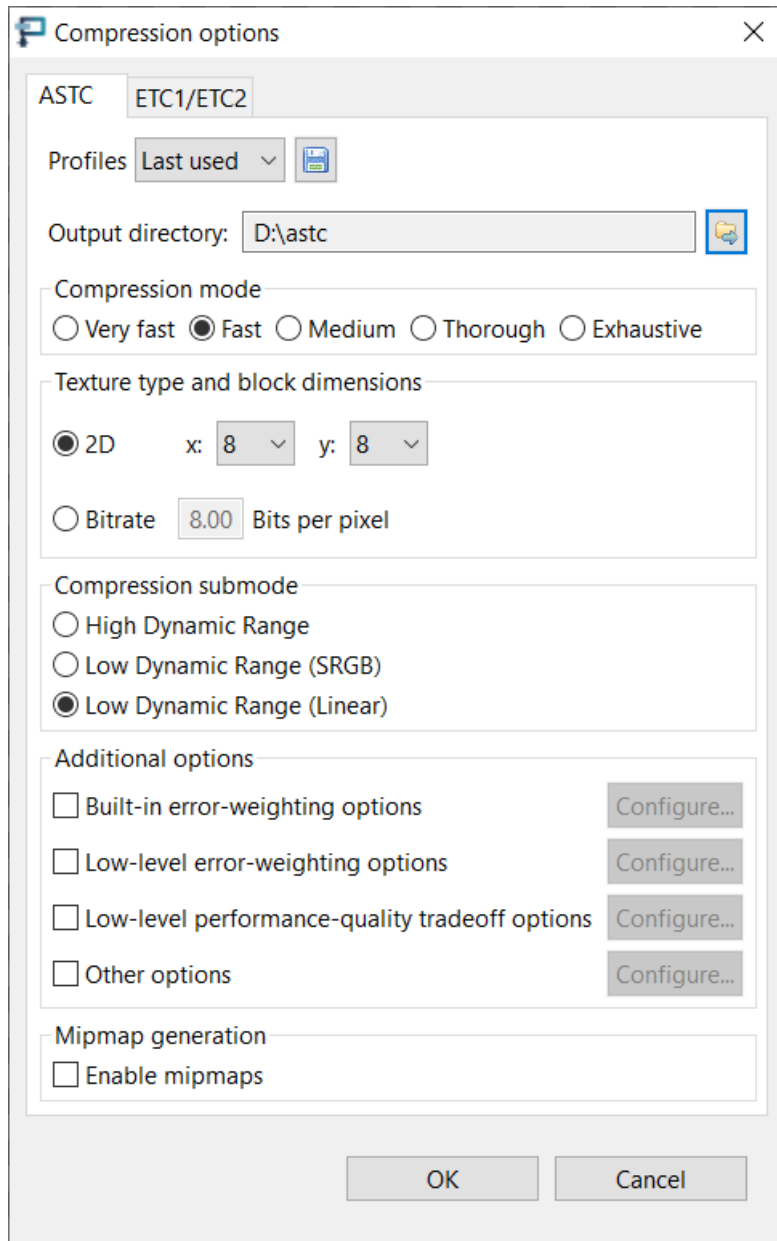 Compression options
ASTC ETC1/ETC2
Profiles Last used
Output directory: D:\astc
Compression mode
Very fast Fast Medium Thorough Exhaustive
Texture type and block dimensions
2D x: 8 y: 8
Bitrate 8.00 Bits per pixel
Compression submode
High Dynamic Range
Low Dynamic Range (SRGB)
Low Dynamic Range (Linear)
Additional options
Built-in error-weighting options Configure...
Low-level error-weighting options Configure...
Low-level performance-quality tradeoff options Configure...
Other options Configure...
Mipmap generation
Enable mipmaps
OK Cancel